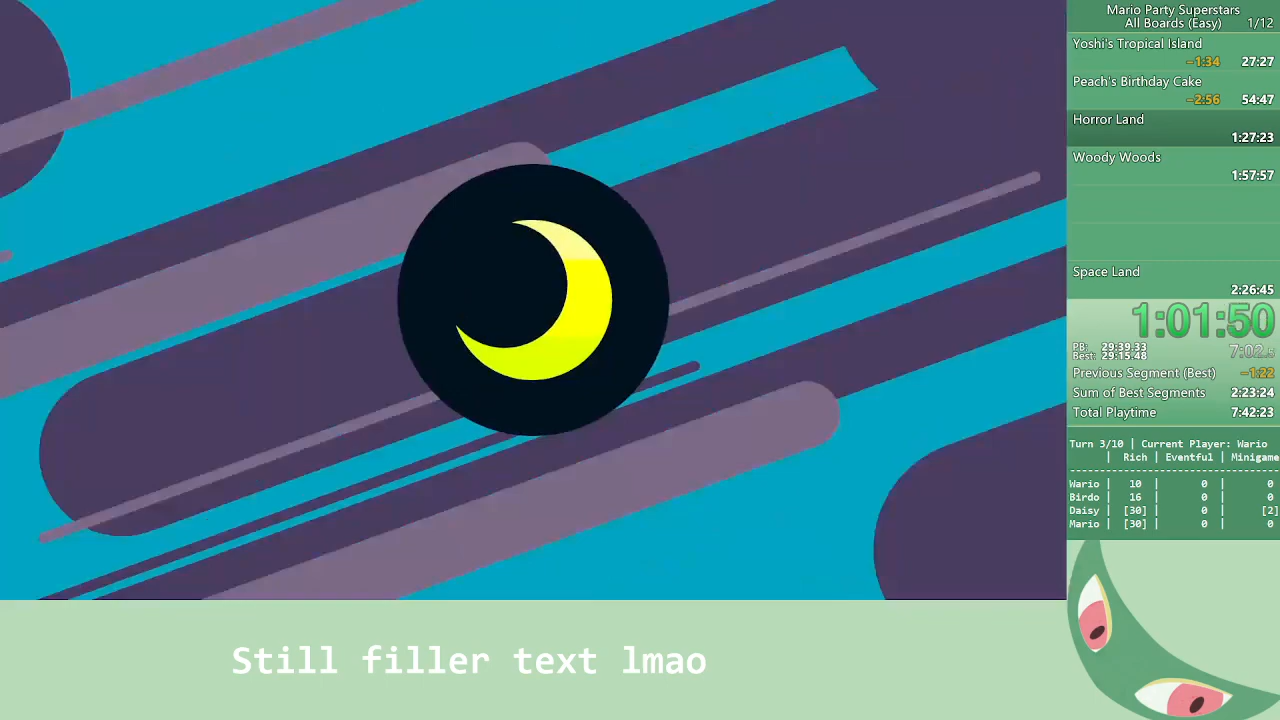 Mario Party Superstars
All Boards (Easy) 1/12
Yoshi's Tropical Island
−1:34 27:27
Peach's Birthday Cake
−2:56 54:47
Horror Land
1:27:23
Woody Woods
1:57:57
Space Land
2:26:45
1:01:50
PB: 29:39.33
Best: 29:15.48
Previous Segment (Best) −1:22
Sum of Best Segments 2:23:24
Total Playtime 7:42:23
Turn 3/10 | Current Player: Wario
| Rich | Eventful | Minigame
Wario | 10 | 0 | 0
Birdo | 16 | 0 | 0
Daisy | [30] | 0 | [2]
Mario | [30] | 0 | 0
Still filler text lmao